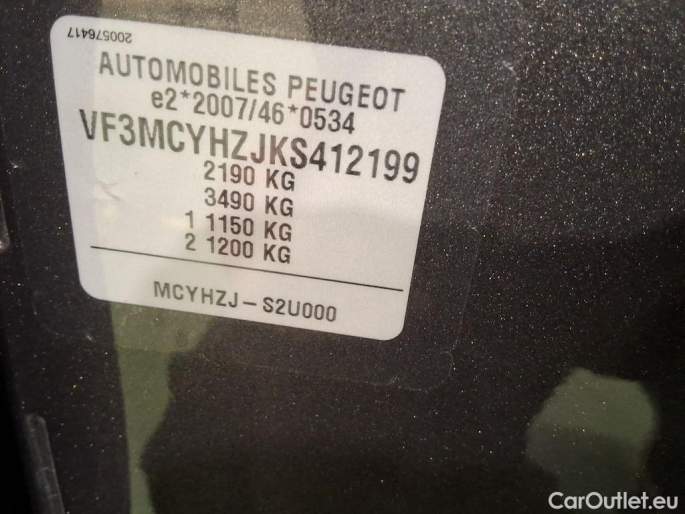 200576417
AUTOMOBILES PEUGEOT
e2*2007/46*0534
VF3MCYHZJKS412199
2190 KG
3490 KG
1 1150 KG
2 1200 KG
MCYHZJ-S2U000
CarOutlet.eu